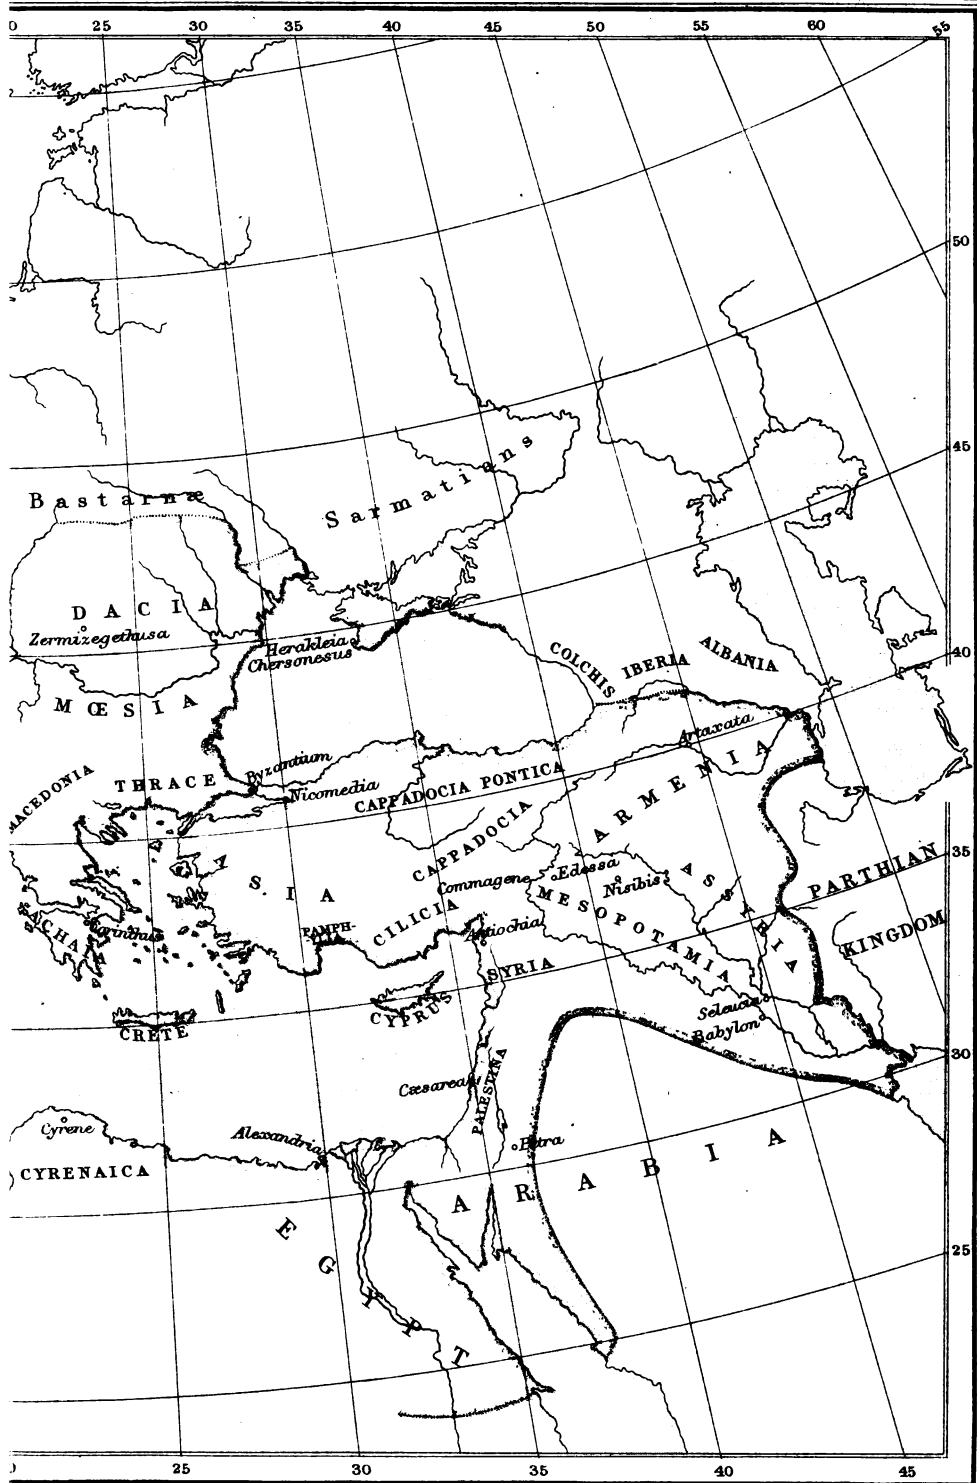 0 25 30 35 40 45 50 55 60 55
50
45
Bastarnæ
Sarmatians
DACIA
Zermizegethusa
Herakleia
Chersonesus
COLCHIS
IBERIA
ALBANIA
40
MŒSIA
Artaxata
MACEDONIA
THRACE
Byzantium
Nicomedia
CAPPADOCIA PONTICA
ARMENIA
35
CAPPADOCIA
35
ASIA
Commagene
Edessa
Nisibis
ASSYRIA
PARTHIAN
KINGDOM
MESOPOTAMIA
ACHAIA
Corinthus
PAMPH-
CILICIA
Antiochia
SYRIA
CYPRUS
CRETE
Seleucia
Babylon
30
Cæsarea
PALESTINA
Cyrene
Alexandria
Petra
CYRENAICA
ARABIA
EGYPT
25
25 30 35 40 45